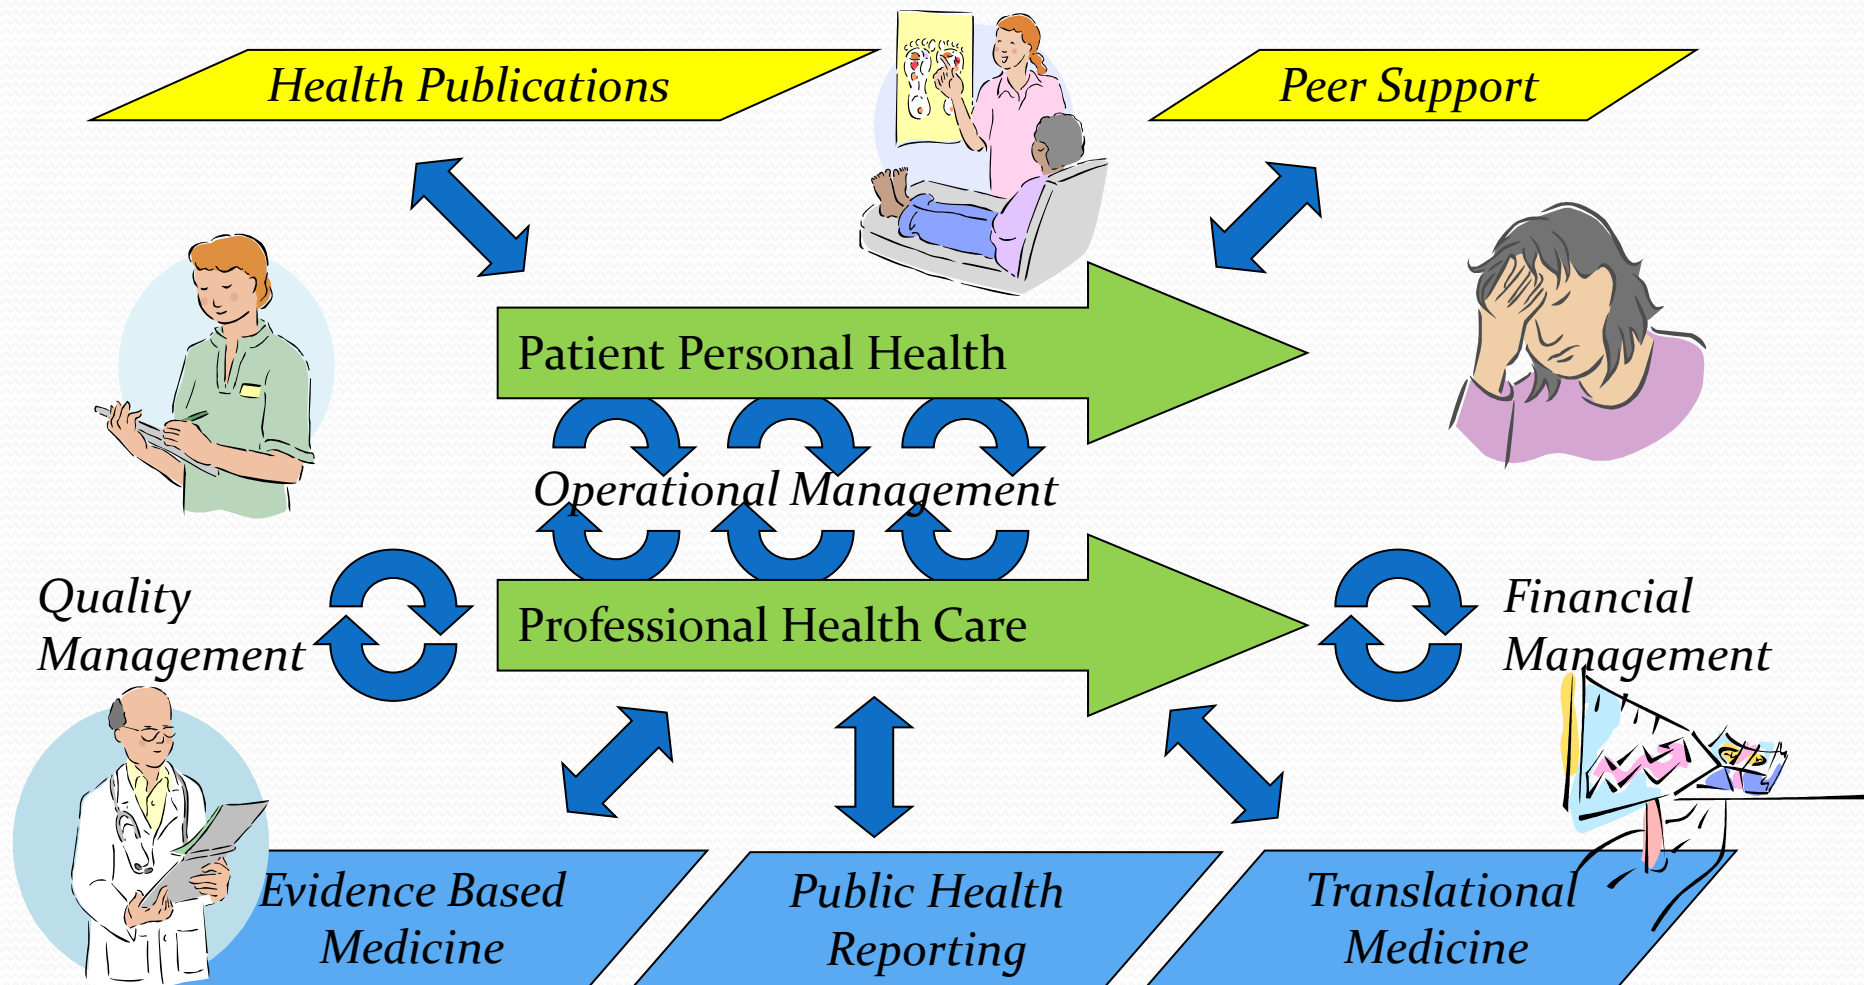 Health Publications
Peer Support
Patient Personal Health
Operational Management
Quality
Management
Professional Health Care
Financial
Management
Evidence Based
Medicine
Public Health
Reporting
Translational
Medicine